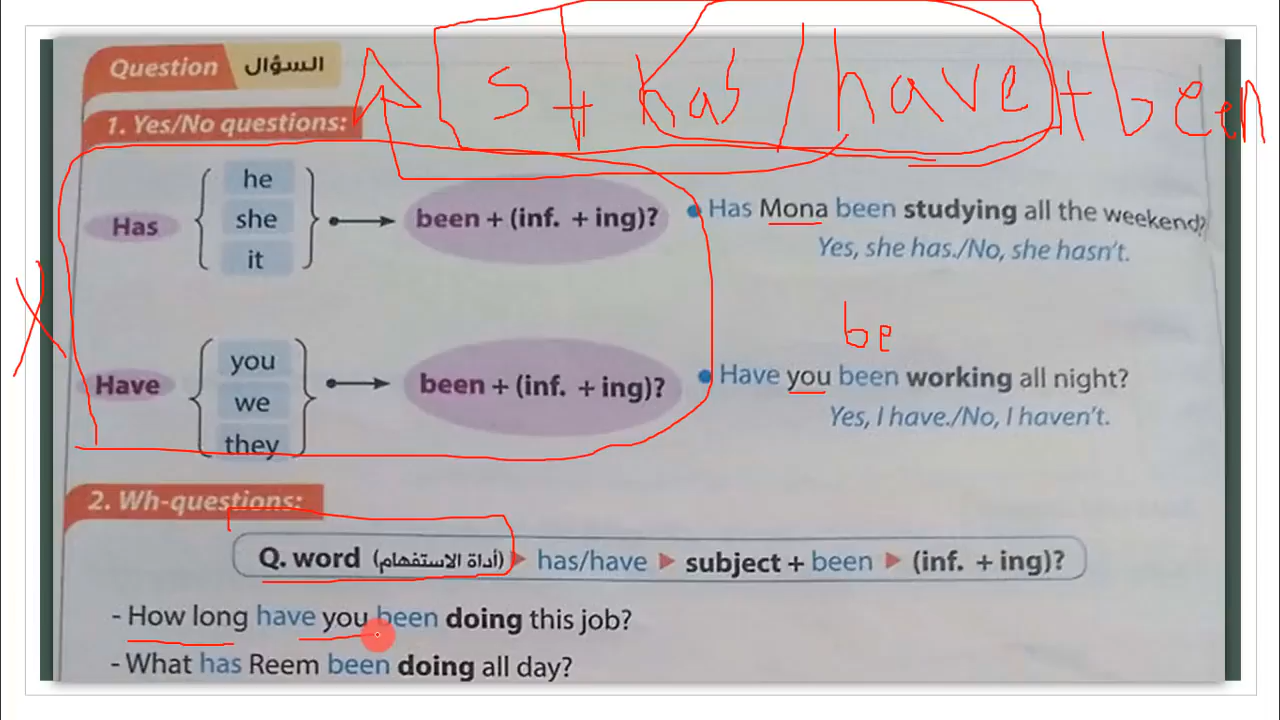 Question السؤال
s + has / have + been
1. Yes/No questions:
he
Has she been + (inf. + ing)?
it
• Has Mona been studying all the weekend?
Yes, she has./No, she hasn't.
be
you
Have we been + (inf. + ing)?
they
• Have you been working all night?
Yes, I have./No, I haven't.
2. Wh-questions:
Q. word (أداة الاستفهام) has/have subject + been (inf. + ing)?
- How long have you been doing this job?
- What has Reem been doing all day?